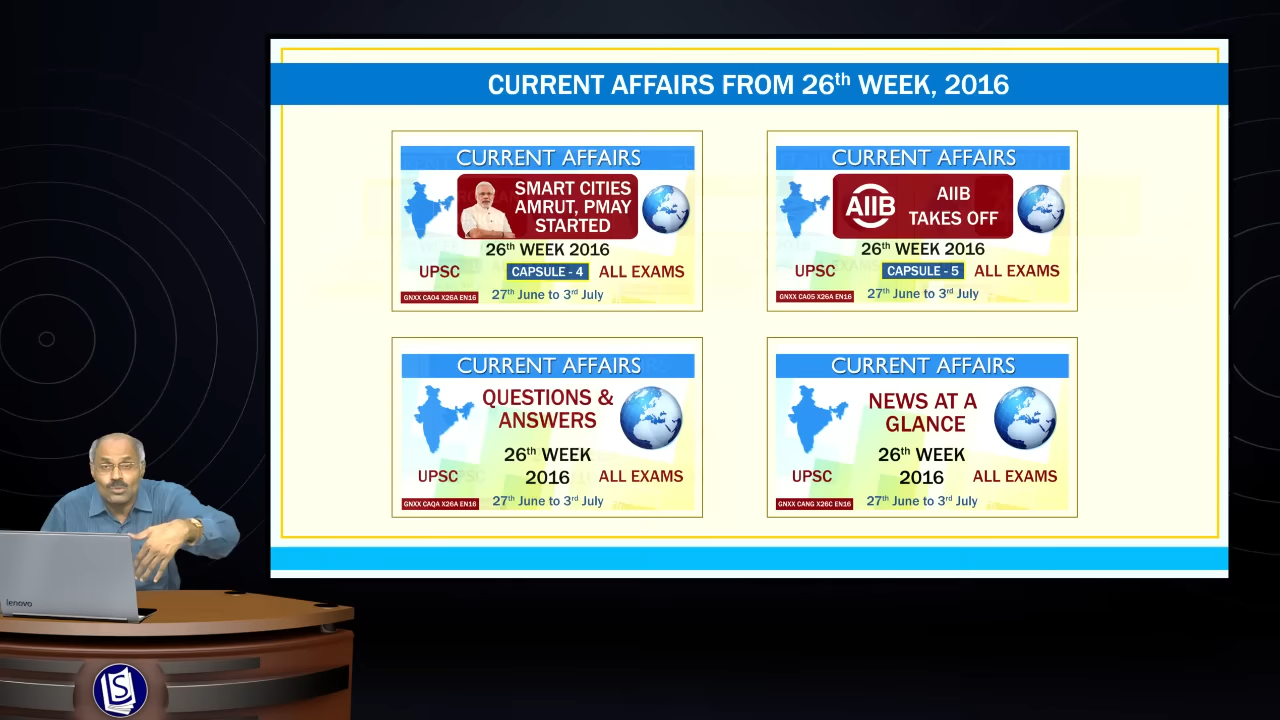 CURRENT AFFAIRS FROM 26th WEEK, 2016
CURRENT AFFAIRS
SMART CITIES
AMRUT, PMAY
STARTED
26th WEEK 2016
UPSC CAPSULE - 4 ALL EXAMS
GNXX CA04 X26A EN16 27th June to 3rd July
CURRENT AFFAIRS
AIIB
AIIB
TAKES OFF
26th WEEK 2016
UPSC CAPSULE - 5 ALL EXAMS
GNXX CA05 X26A EN16 27th June to 3rd July
CURRENT AFFAIRS
QUESTIONS &
ANSWERS
26th WEEK
UPSC 2016 ALL EXAMS
GNXX CAQA X26A EN16 27th June to 3rd July
CURRENT AFFAIRS
NEWS AT A
GLANCE
26th WEEK
UPSC 2016 ALL EXAMS
GNXX CANG X26C EN16 27th June to 3rd July
lenovo
LS